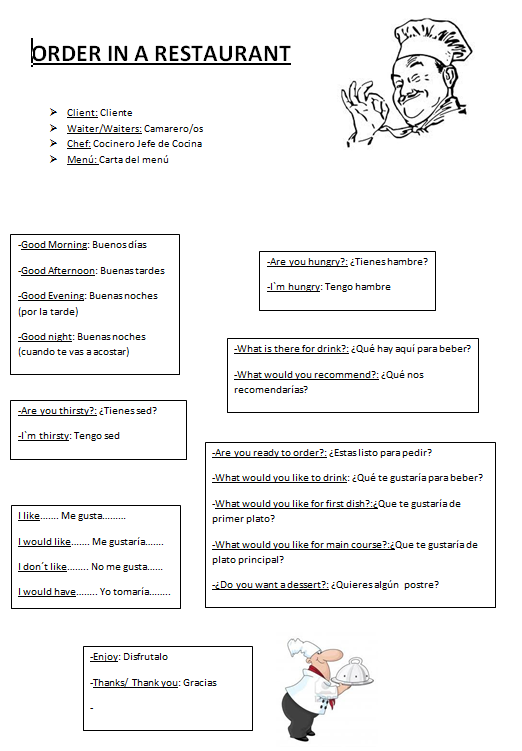 ORDER IN A RESTAURANT
Client: Cliente
Waiter/Waiters: Camarero/os
Chef: Cocinero Jefe de Cocina
Menú: Carta del menú
-Good Morning: Buenos días
-Good Afternoon: Buenas tardes
-Good Evening: Buenas noches
(por la tarde)
-Good night: Buenas noches
(cuando te vas a acostar)
-Are you hungry?: ¿Tienes hambre?
-I`m hungry: Tengo hambre
-What is there for drink?: ¿Qué hay aquí para beber?
-What would you recommend?: ¿Qué nos
recomendarías?
-Are you thirsty?: ¿Tienes sed?
-I`m thirsty: Tengo sed
-Are you ready to order?: ¿Estas listo para pedir?
-What would you like to drink: ¿Qué te gustaría para beber?
-What would you like for first dish?:¿Que te gustaría de
primer plato?
-What would you like for main course?:¿Que te gustaría de
plato principal?
-¿Do you want a dessert?: ¿Quieres algún postre?
I like....... Me gusta.........
I would like....... Me gustaría.......
I don´t like........ No me gusta......
I would have........ Yo tomaría........
-Enjoy: Disfrutalo
-Thanks/ Thank you: Gracias
-